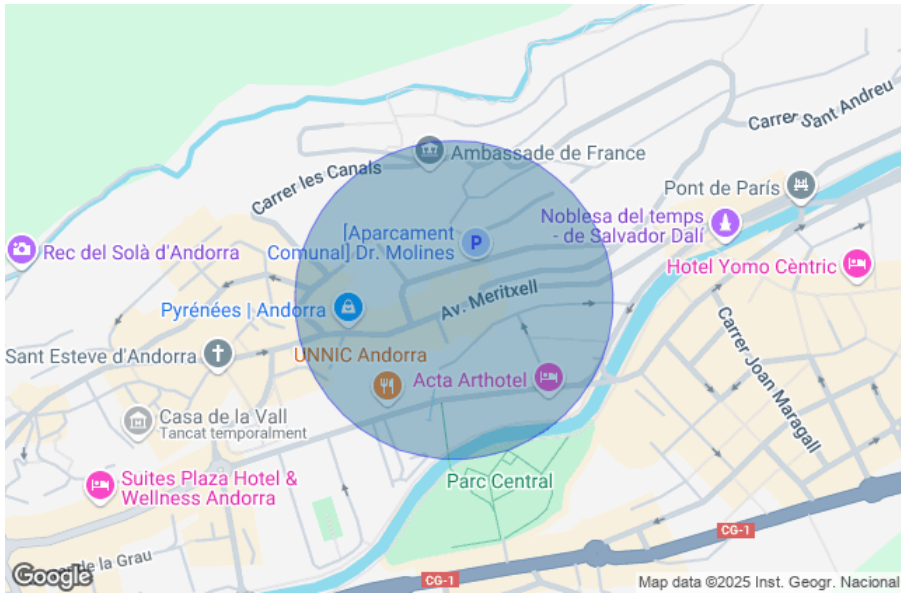 Carrer Sant Andreu
Ambassade de France
Carrer les Canals
Pont de París
Noblesa del temps
- de Salvador Dalí
[Aparcament
Comunal] Dr. Molines
P
Rec del Solà d'Andorra
Hotel Yomo Cèntric
Av. Meritxell
Pyrénées | Andorra
Sant Esteve d'Andorra
UNNIC Andorra
Acta Arthotel
Carrer Joan Maragall
Casa de la Vall
Tancat temporalment
Suites Plaza Hotel &
Wellness Andorra
Parc Central
CG-1
de la Grau
CG-1
Google
Map data ©2025 Inst. Geogr. Nacional